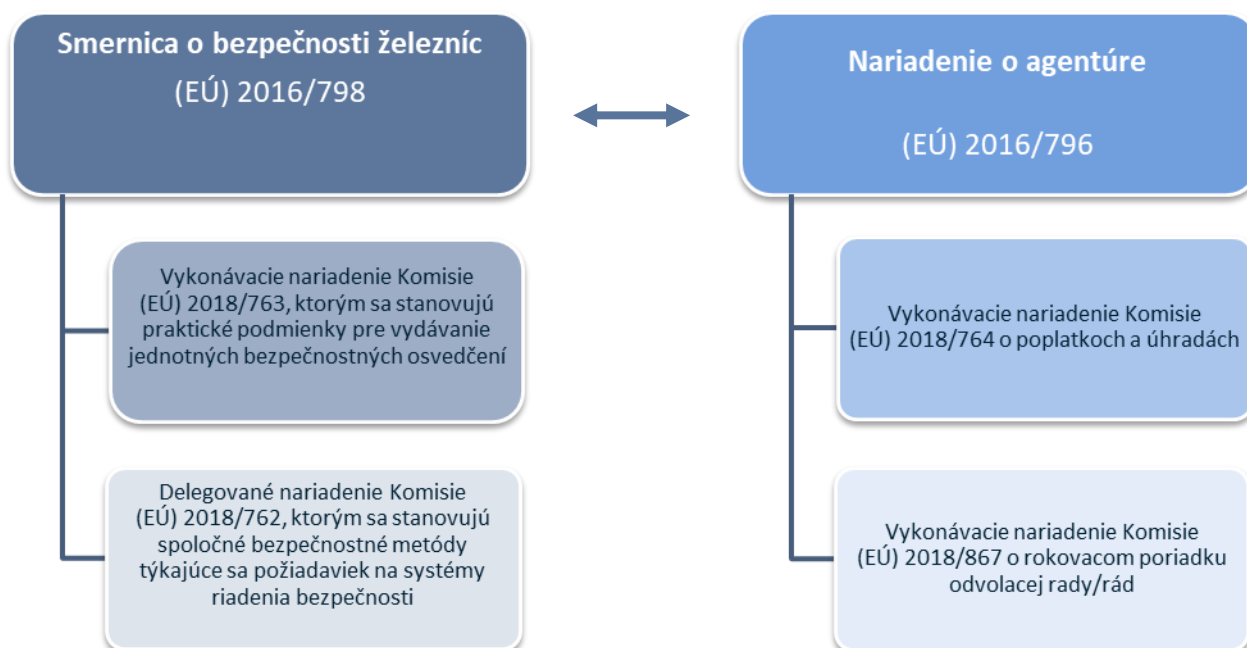 Smernica o bezpečnosti železníc
(EÚ) 2016/798
Vykonávacie nariadenie Komisie
(EÚ) 2018/763, ktorým sa stanovujú
praktické podmienky pre vydávanie
jednotných bezpečnostných osvedčení
Delegované nariadenie Komisie
(EÚ) 2018/762, ktorým sa stanovujú
spoločné bezpečnostné metódy
týkajúce sa požiadaviek na systémy
riadenia bezpečnosti
Nariadenie o agentúre
(EÚ) 2016/796
Vykonávacie nariadenie Komisie
(EÚ) 2018/764 o poplatkoch a úhradách
Vykonávacie nariadenie Komisie
(EÚ) 2018/867 o rokovacom poriadku
odvolacej rady/rád